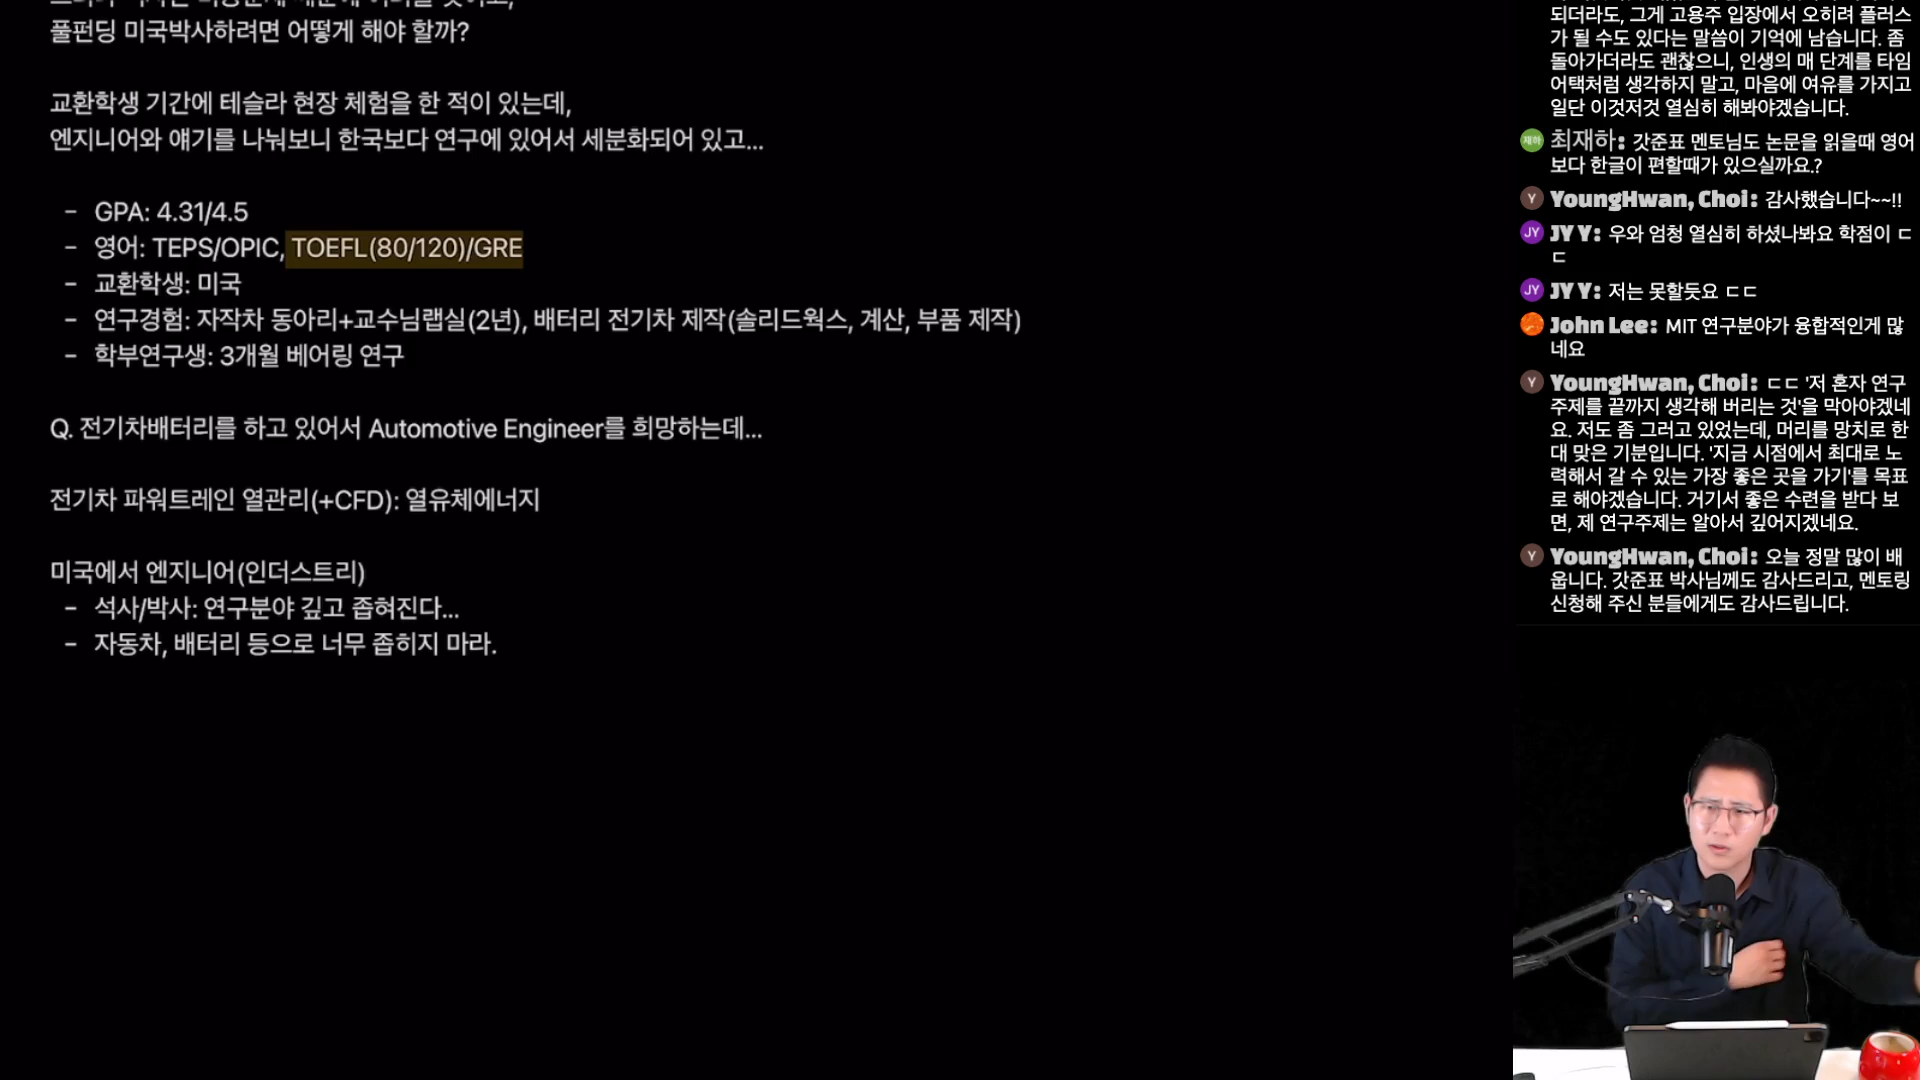 풀펀딩 미국박사하려면 어떻게 해야 할까?
교환학생 기간에 테슬라 현장 체험을 한 적이 있는데,
엔지니어와 얘기를 나눠보니 한국보다 연구에 있어서 세분화되어 있고...
- GPA: 4.31/4.5
- 영어: TEPS/OPIC, TOEFL(80/120)/GRE
- 교환학생: 미국
- 연구경험: 자작차 동아리+교수님랩실(2년), 배터리 전기차 제작(솔리드웍스, 계산, 부품 제작)
- 학부연구생: 3개월 베어링 연구
Q. 전기차배터리를 하고 있어서 Automotive Engineer를 희망하는데...
전기차 파워트레인 열관리(+CFD): 열유체에너지
미국에서 엔지니어(인더스트리)
- 석사/박사: 연구분야 깊고 좁혀진다...
- 자동차, 배터리 등으로 너무 좁히지 마라.
되더라도, 그게 고용주 입장에서 오히려 플러스
가 될 수도 있다는 말씀이 기억에 남습니다. 좀
돌아가더라도 괜찮으니, 인생의 매 단계를 타임
어택처럼 생각하지 말고, 마음에 여유를 가지고
일단 이것저것 열심히 해봐야겠습니다.
재하 최재하: 갓준표 멘토님도 논문을 읽을때 영어
보다 한글이 편할때가 있으실까요.?
Y YoungHwan, Choi: 감사했습니다~~!!
JY JY Y: 우와 엄청 열심히 하셨나봐요 학점이 ㄷ
ㄷ
JY JY Y: 저는 못할듯요 ㄷㄷ
John Lee: MIT 연구분야가 융합적인게 많
네요
Y YoungHwan, Choi: ㄷㄷ '저 혼자 연구
주제를 끝까지 생각해 버리는 것'을 막아야겠네
요. 저도 좀 그러고 있었는데, 머리를 망치로 한
대 맞은 기분입니다. '지금 시점에서 최대로 노
력해서 갈 수 있는 가장 좋은 곳을 가기'를 목표
로 해야겠습니다. 거기서 좋은 수련을 받다 보
면, 제 연구주제는 알아서 깊어지겠네요.
Y YoungHwan, Choi: 오늘 정말 많이 배
웁니다. 갓준표 박사님께도 감사드리고, 멘토링
신청해 주신 분들에게도 감사드립니다.